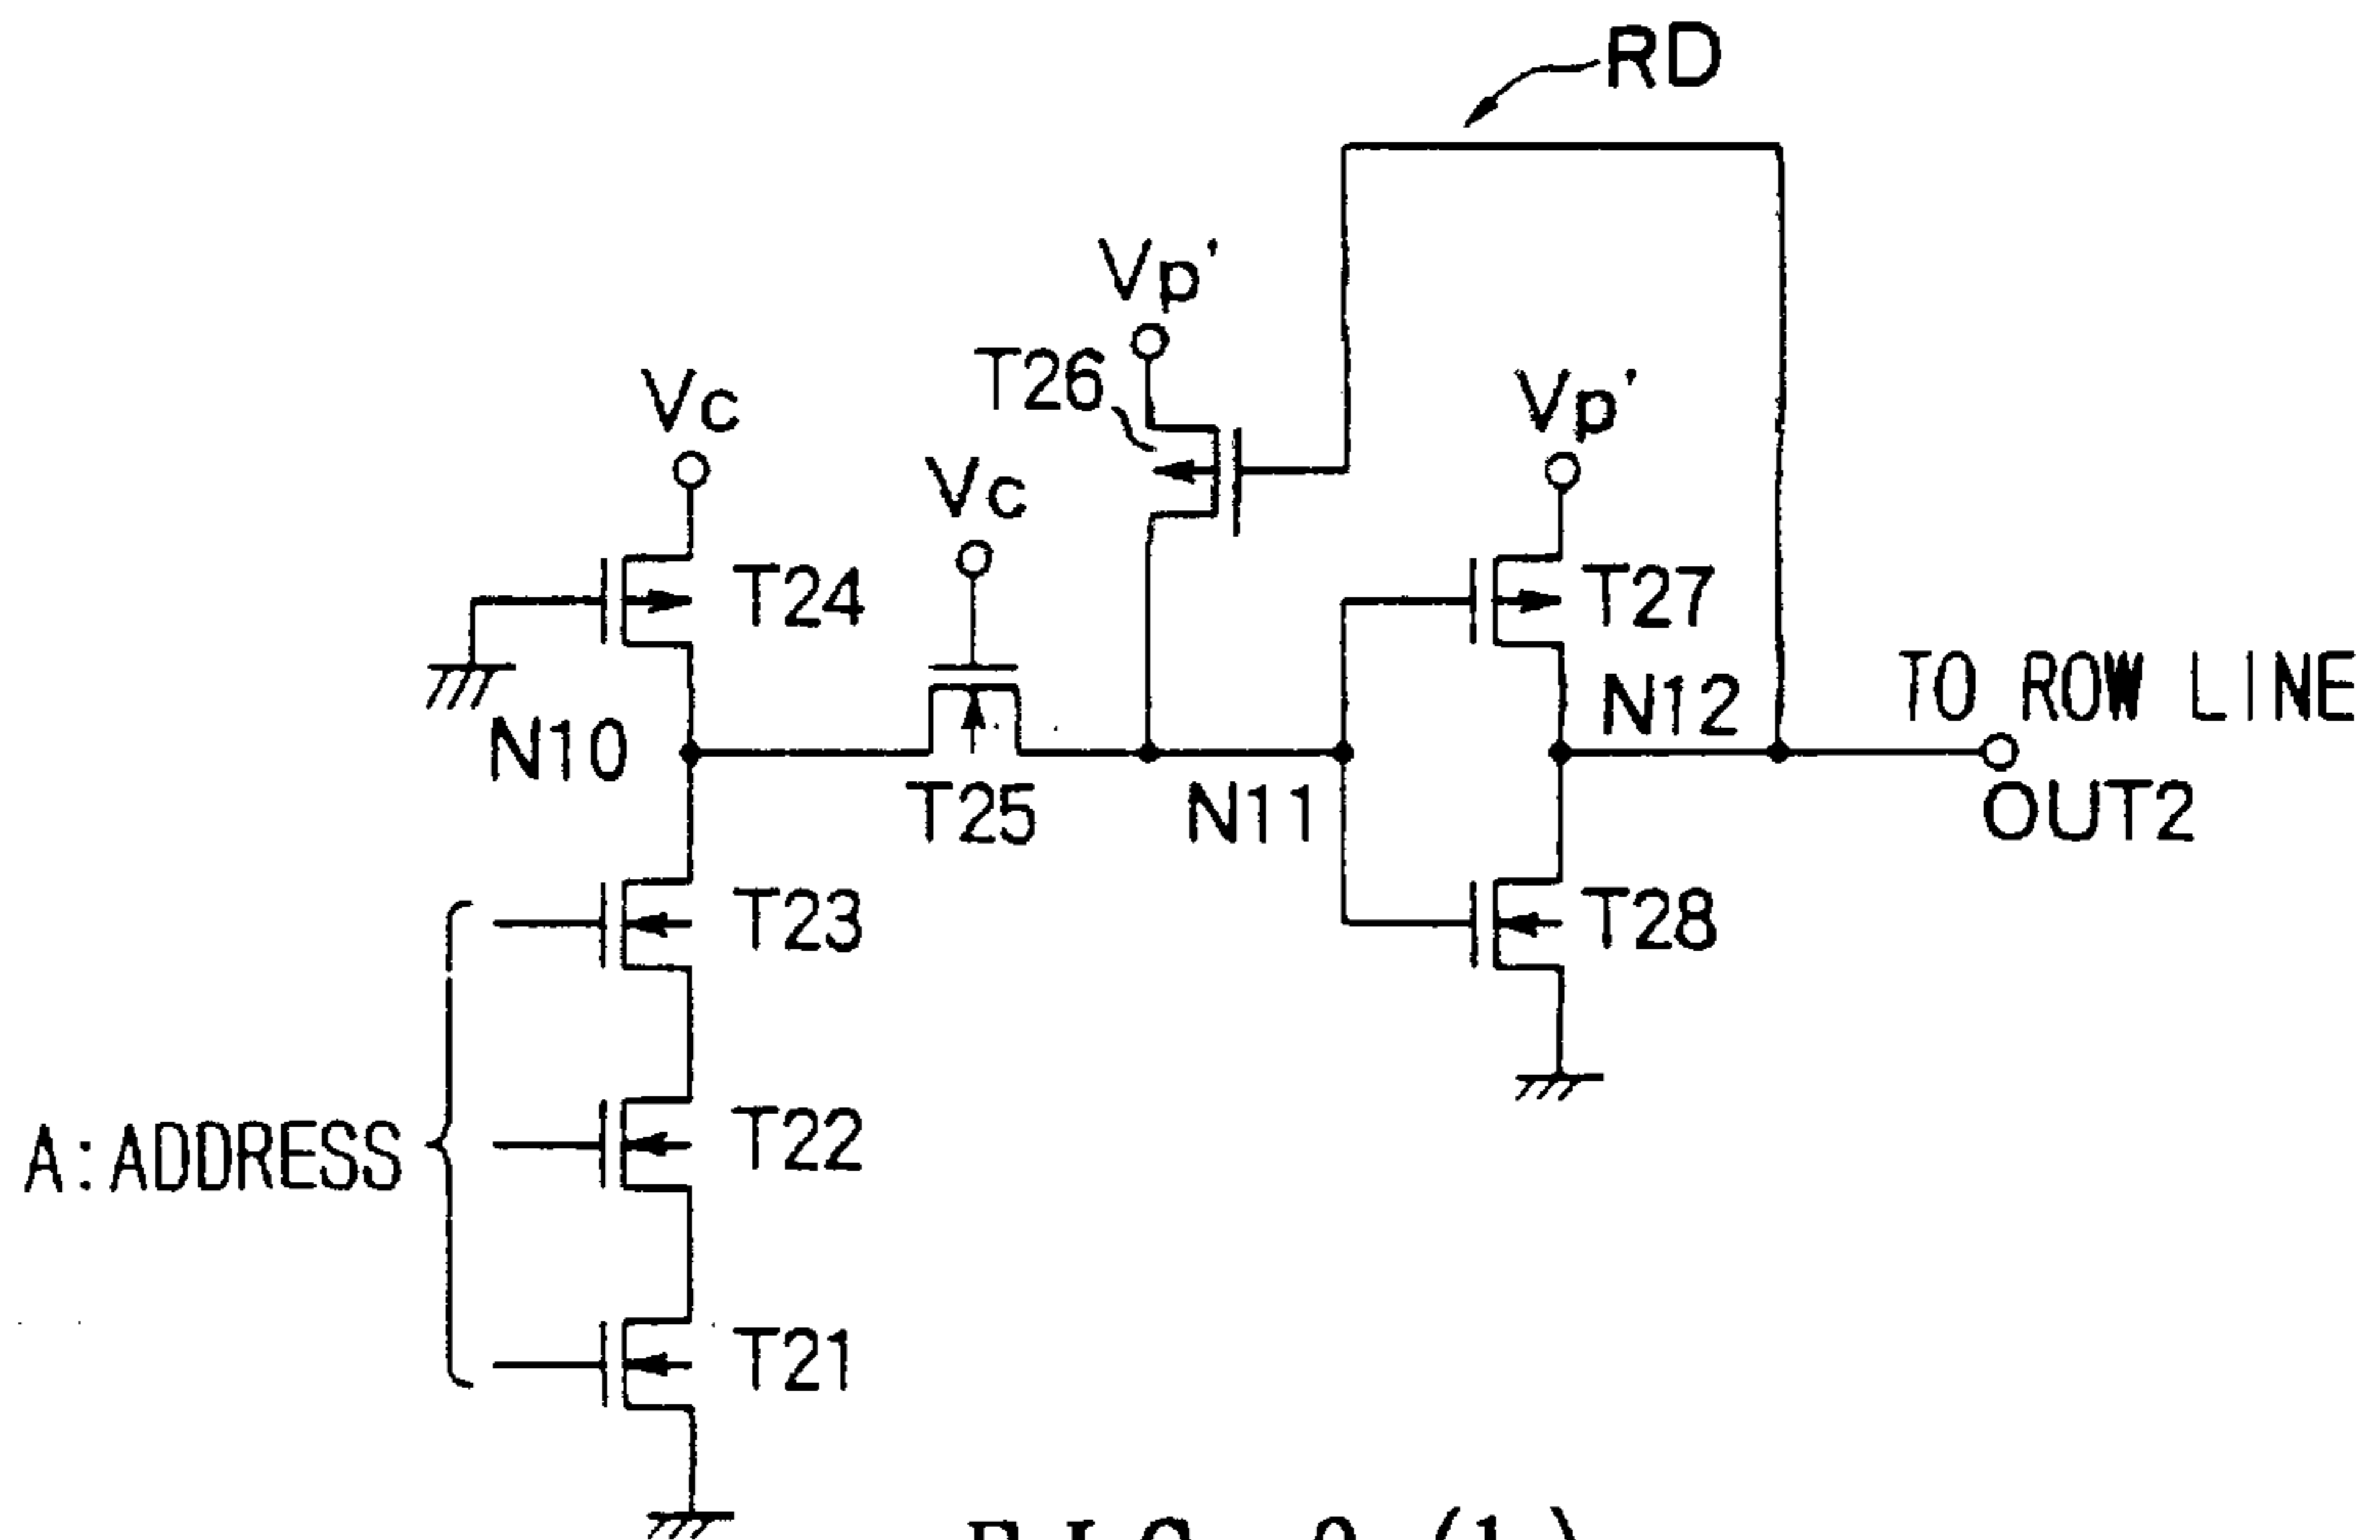 RD
Vp'
T26
Vc
Vp'
Vc
T24
T27
TO ROW LINE
N12
N10
T25
N11
OUT2
T23
T28
A:ADDRESS
T22
T21